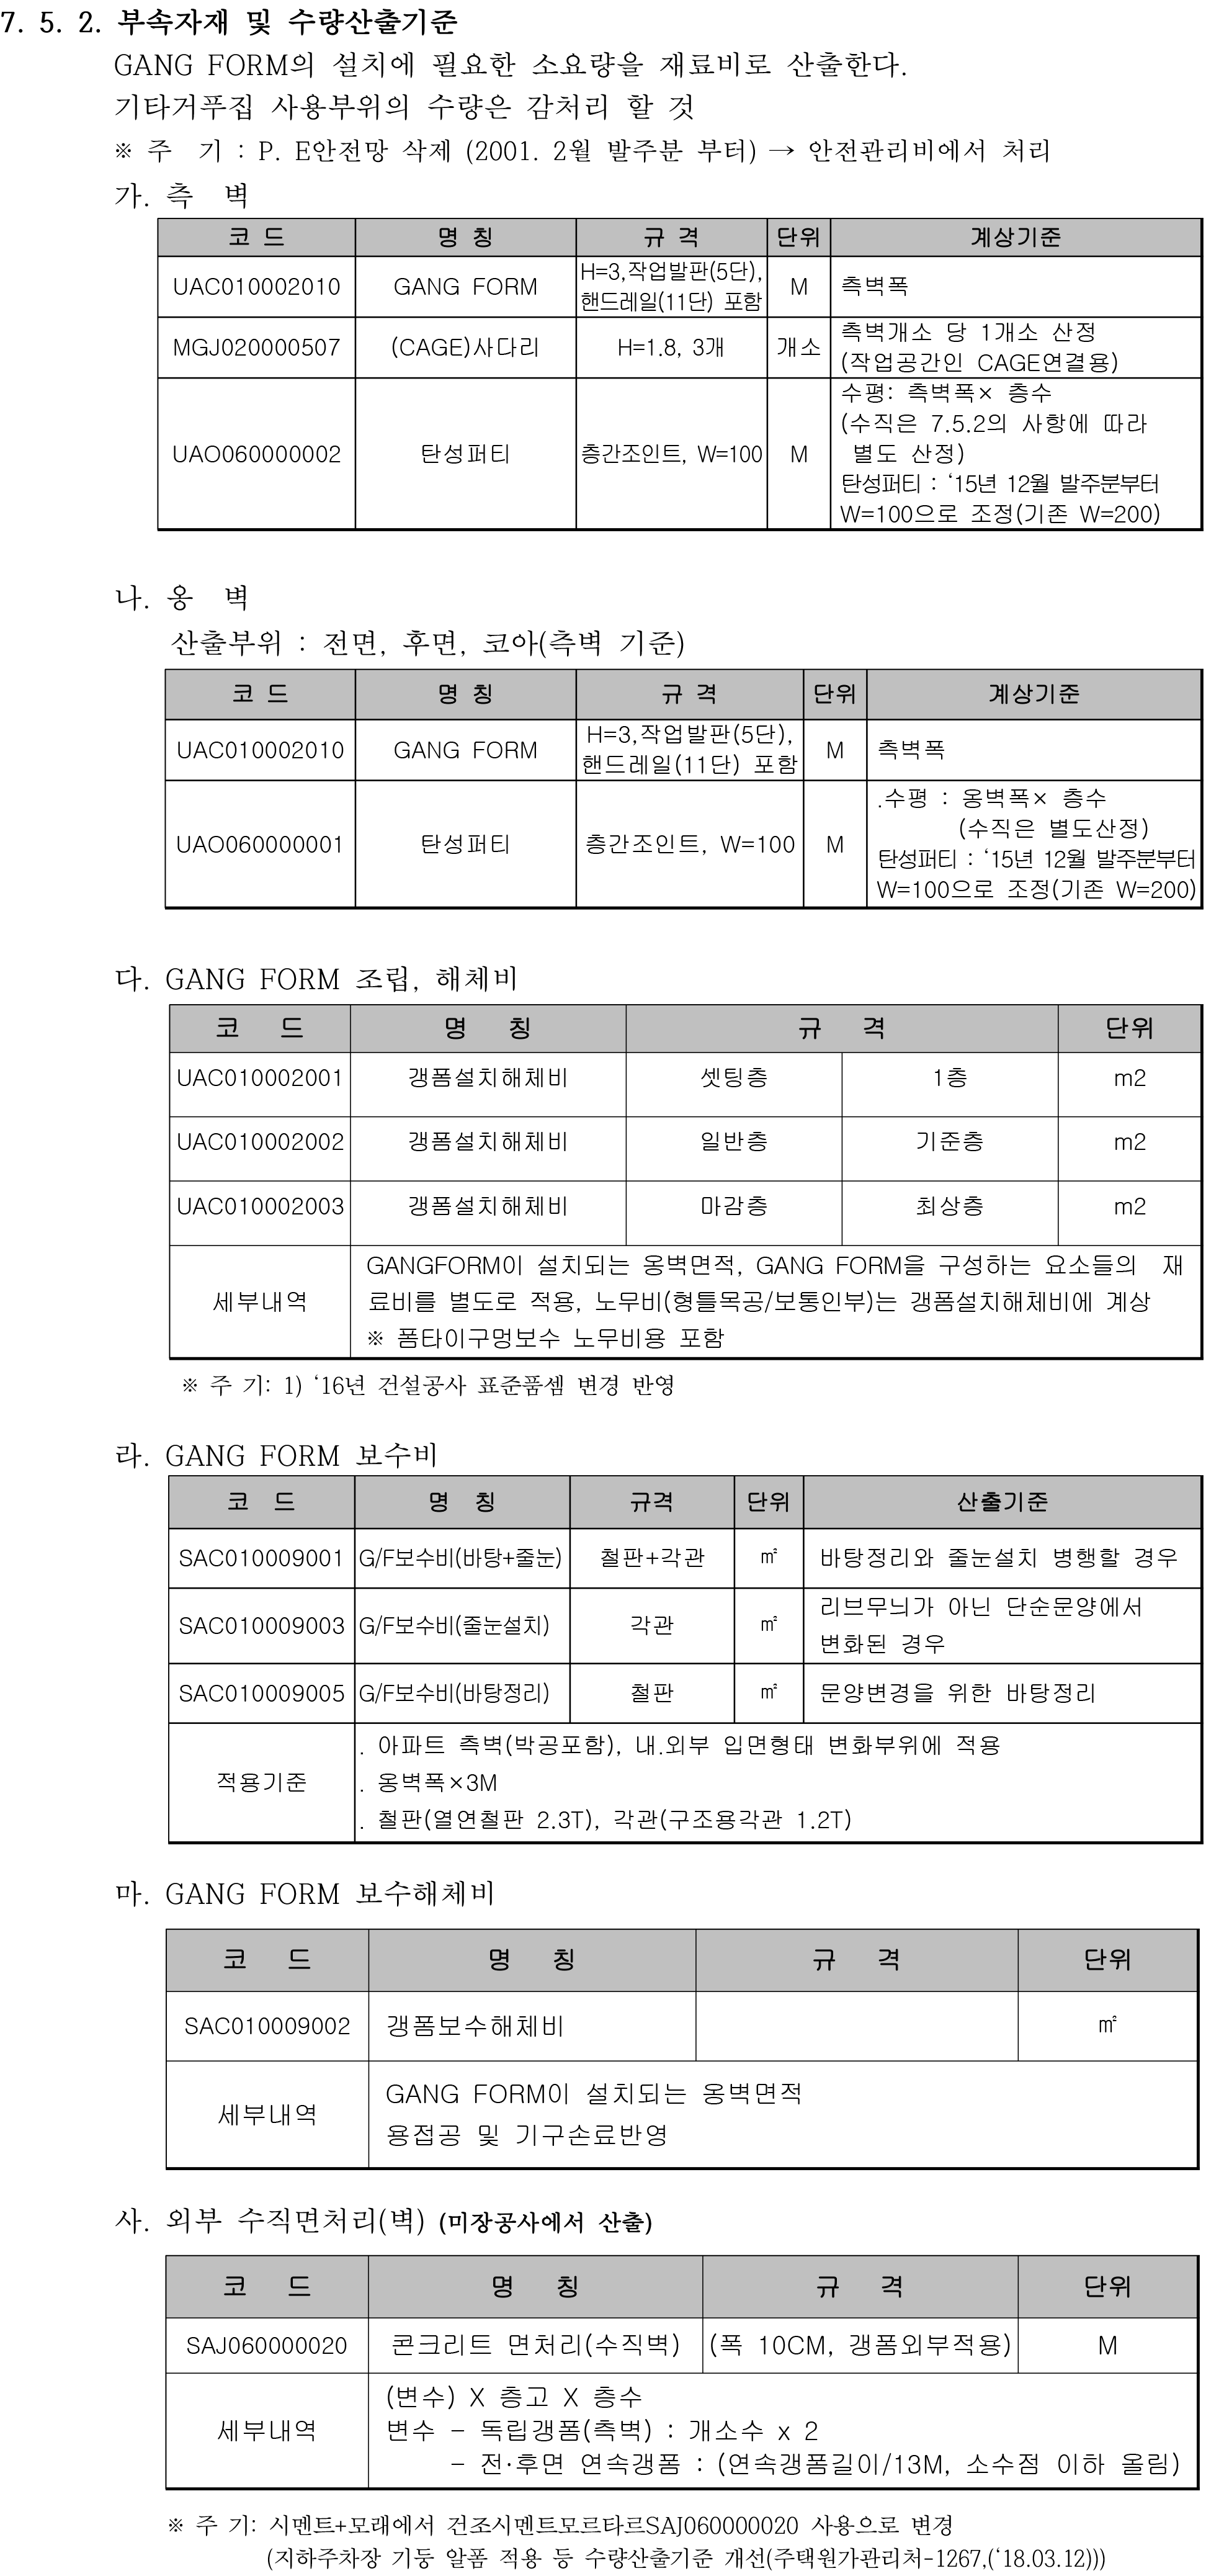 7. 5. 2. 부속자재 및 수량산출기준
GANG FORM의 설치에 필요한 소요량을 재료비로 산출한다.
기타거푸집 사용부위의 수량은 감처리 할 것
※ 주 기 : P. E안전망 삭제 (2001. 2월 발주분 부터) → 안전관리비에서 처리
가. 측 벽
코 드 명 칭 규 격 단위 계상기준
UAC010002010 GANG FORM H=3,작업발판(5단), 핸드레일(11단) 포함 M 측벽폭
MGJ020000507 (CAGE)사다리 H=1.8, 3개 개소 측벽개소 당 1개소 산정
(작업공간인 CAGE연결용)
UAO060000002 탄성퍼티 층간조인트, W=100 M 수평: 측벽폭× 층수
(수직은 7.5.2의 사항에 따라
별도 산정)
탄성퍼티 : ‘15년 12월 발주분부터
W=100으로 조정(기존 W=200)
나. 옹 벽
산출부위 : 전면, 후면, 코아(측벽 기준)
코 드 명 칭 규 격 단위 계상기준
UAC010002010 GANG FORM H=3,작업발판(5단), 핸드레일(11단) 포함 M 측벽폭
UAO060000001 탄성퍼티 층간조인트, W=100 M .수평 : 옹벽폭× 층수
(수직은 별도산정)
탄성퍼티 : ‘15년 12월 발주분부터
W=100으로 조정(기존 W=200)
다. GANG FORM 조립, 해체비
코 드 명 칭 규 격 단위
UAC010002001 갱폼설치해체비 셋팅층 1층 m2
UAC010002002 갱폼설치해체비 일반층 기준층 m2
UAC010002003 갱폼설치해체비 마감층 최상층 m2
세부내역 GANGFORM이 설치되는 옹벽면적, GANG FORM을 구성하는 요소들의 재
료비를 별도로 적용, 노무비(형틀목공/보통인부)는 갱폼설치해체비에 계상
※ 폼타이구멍보수 노무비용 포함
※ 주 기: 1) ‘16년 건설공사 표준품셈 변경 반영
라. GANG FORM 보수비
코 드 명 칭 규격 단위 산출기준
SAC010009001 G/F보수비(바탕+줄눈) 철판+각관 ㎡ 바탕정리와 줄눈설치 병행할 경우
SAC010009003 G/F보수비(줄눈설치) 각관 ㎡ 리브무늬가 아닌 단순문양에서
변화된 경우
SAC010009005 G/F보수비(바탕정리) 철판 ㎡ 문양변경을 위한 바탕정리
적용기준 . 아파트 측벽(박공포함), 내.외부 입면형태 변화부위에 적용
. 옹벽폭×3M
. 철판(열연철판 2.3T), 각관(구조용각관 1.2T)
마. GANG FORM 보수해체비
코 드 명 칭 규 격 단위
SAC010009002 갱폼보수해체비 ㎡
세부내역 GANG FORM이 설치되는 옹벽면적
용접공 및 기구손료반영
사. 외부 수직면처리(벽) (미장공사에서 산출)
코 드 명 칭 규 격 단위
SAJ060000020 콘크리트 면처리(수직벽) (폭 10CM, 갱폼외부적용) M
세부내역 (변수) X 층고 X 층수
변수 - 독립갱폼(측벽) : 개소수 x 2
- 전·후면 연속갱폼 : (연속갱폼길이/13M, 소수점 이하 올림)
※ 주 기: 시멘트+모래에서 건조시멘트모르타르SAJ060000020 사용으로 변경
(지하주차장 기둥 알폼 적용 등 수량산출기준 개선(주택원가관리처-1267,(‘18.03.12)))